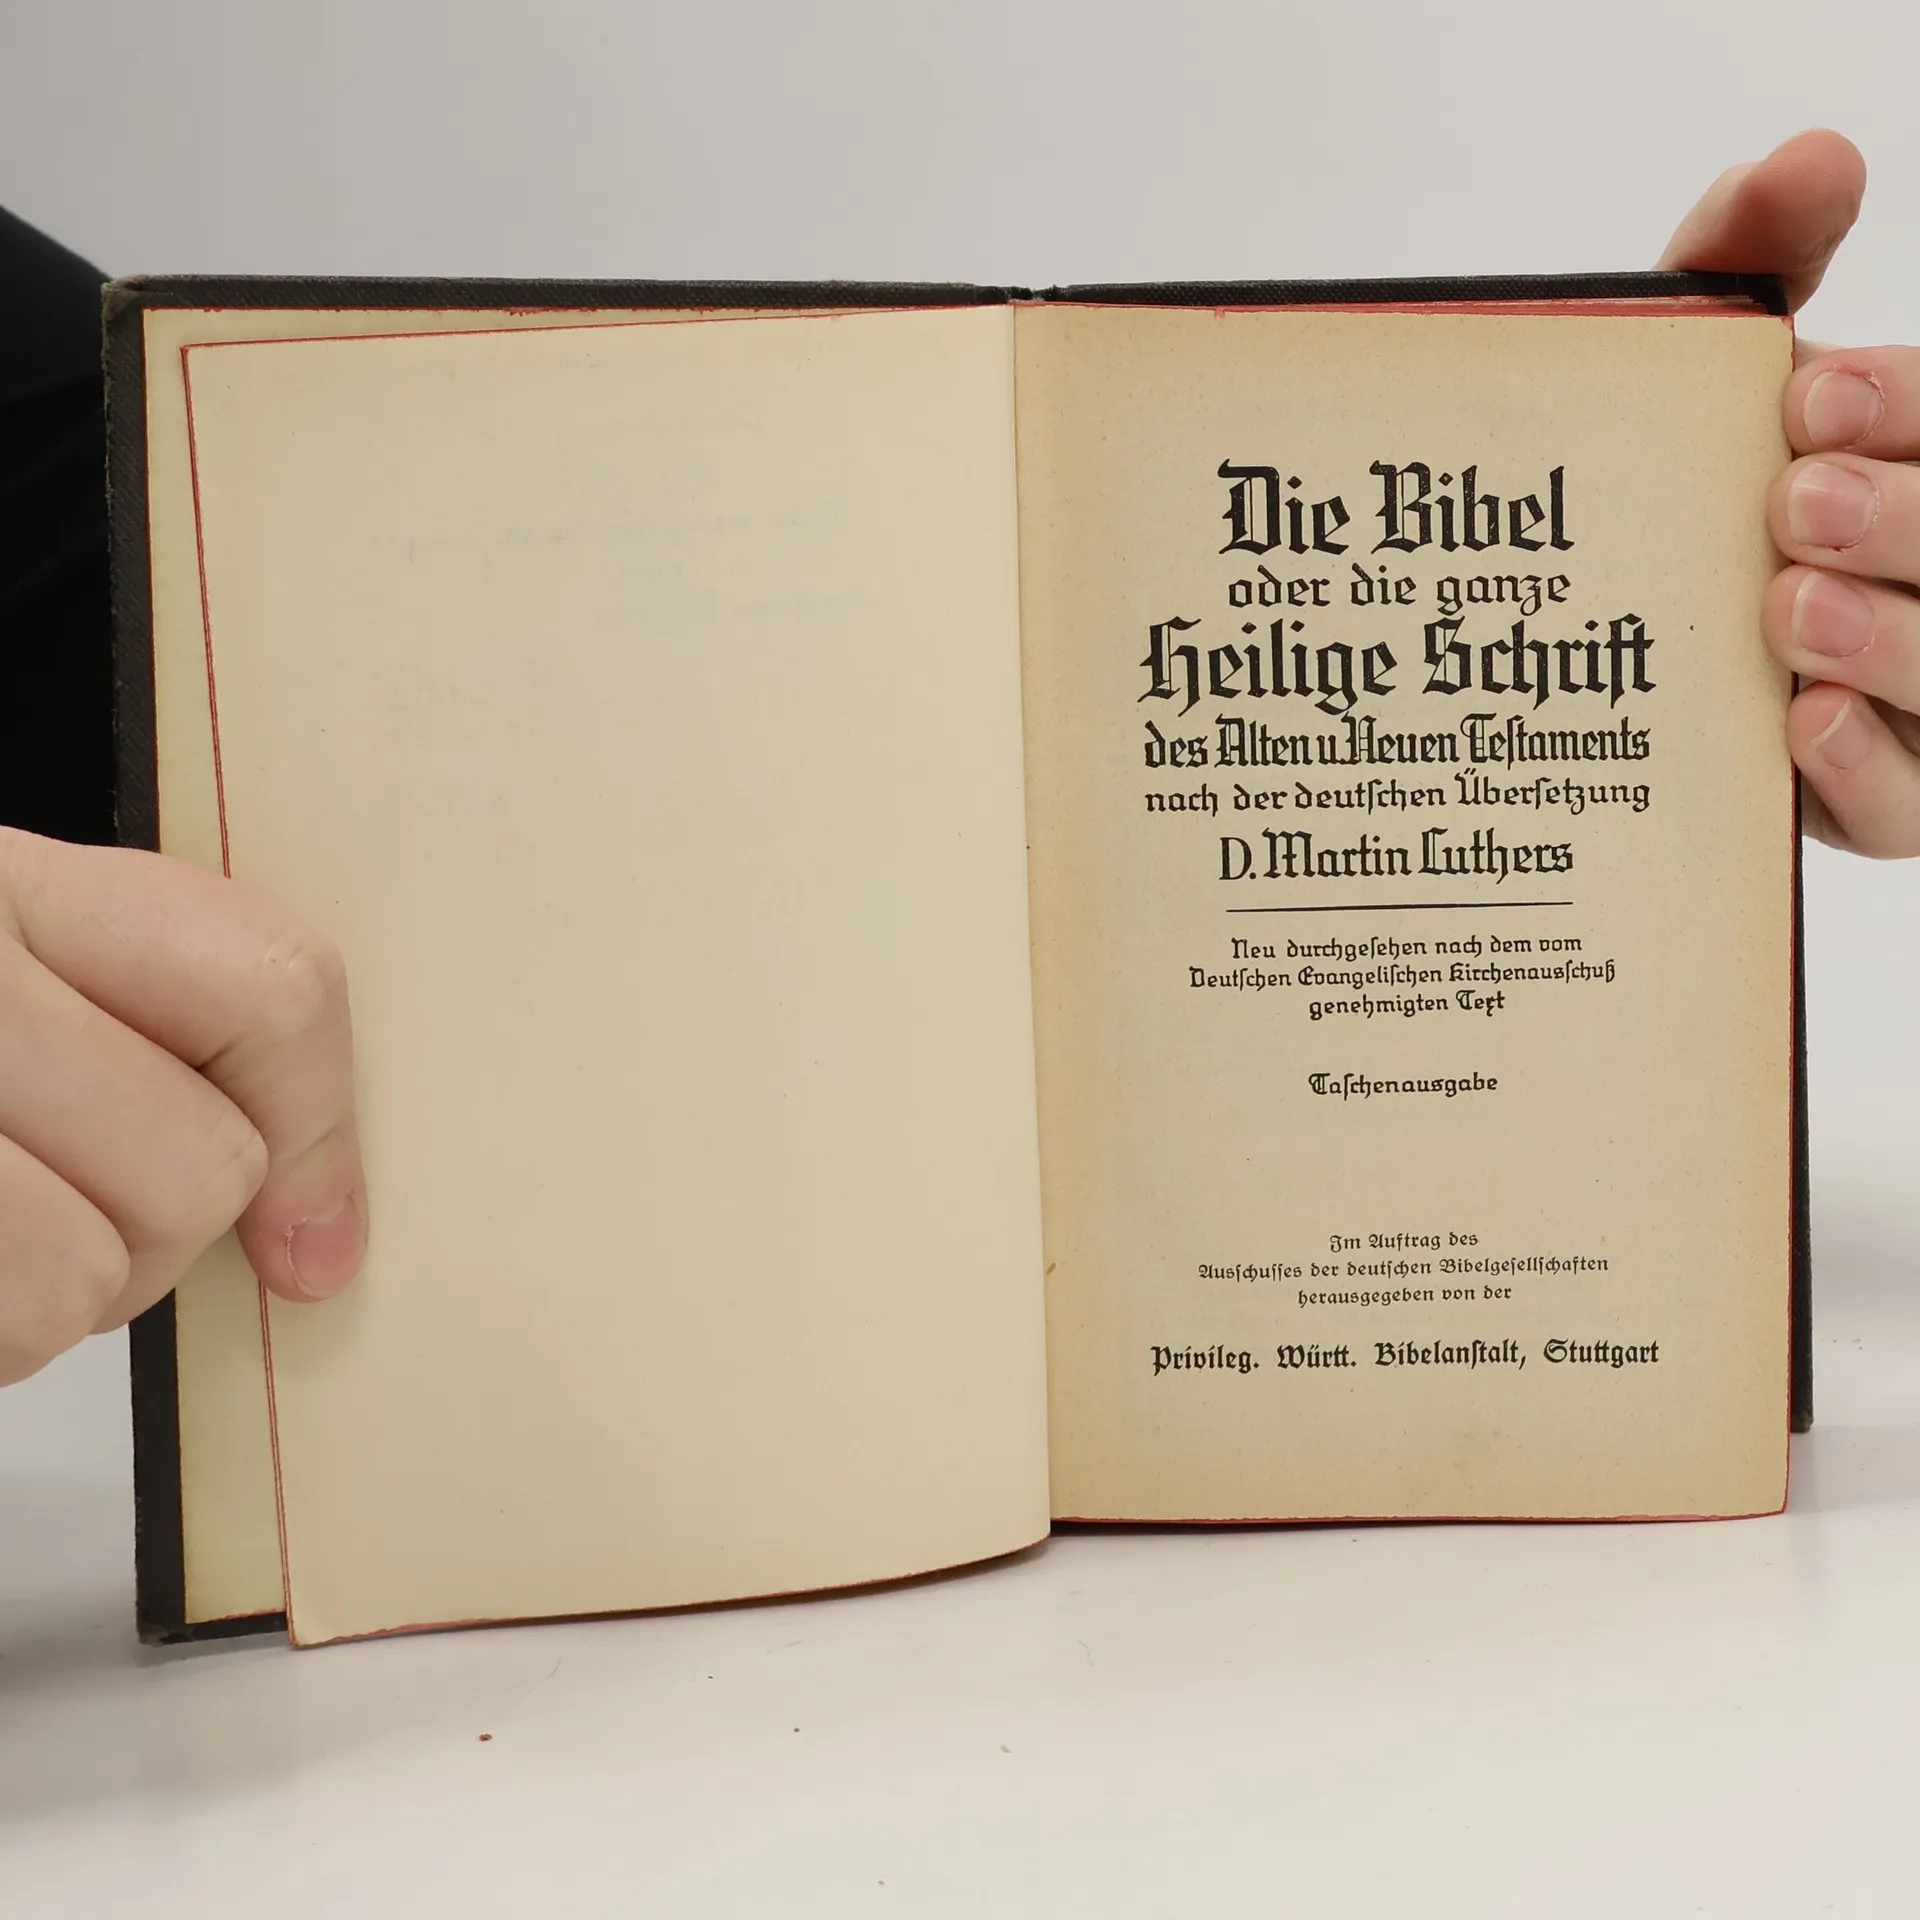 Die Bibel
oder die ganze
Heilige Schrift
des Alten u. Neuen Teſtaments
nach der deutſchen Überſetzung
D. Martin Luthers
Neu durchgeſehen nach dem vom
Deutſchen Evangeliſchen Kirchenausſchuß
genehmigten Text
Taſchenausgabe
Im Auftrag des
Ausſchuſſes der deutſchen Bibelgeſellſchaften
herausgegeben von der
Privileg. Württ. Bibelanſtalt, Stuttgart